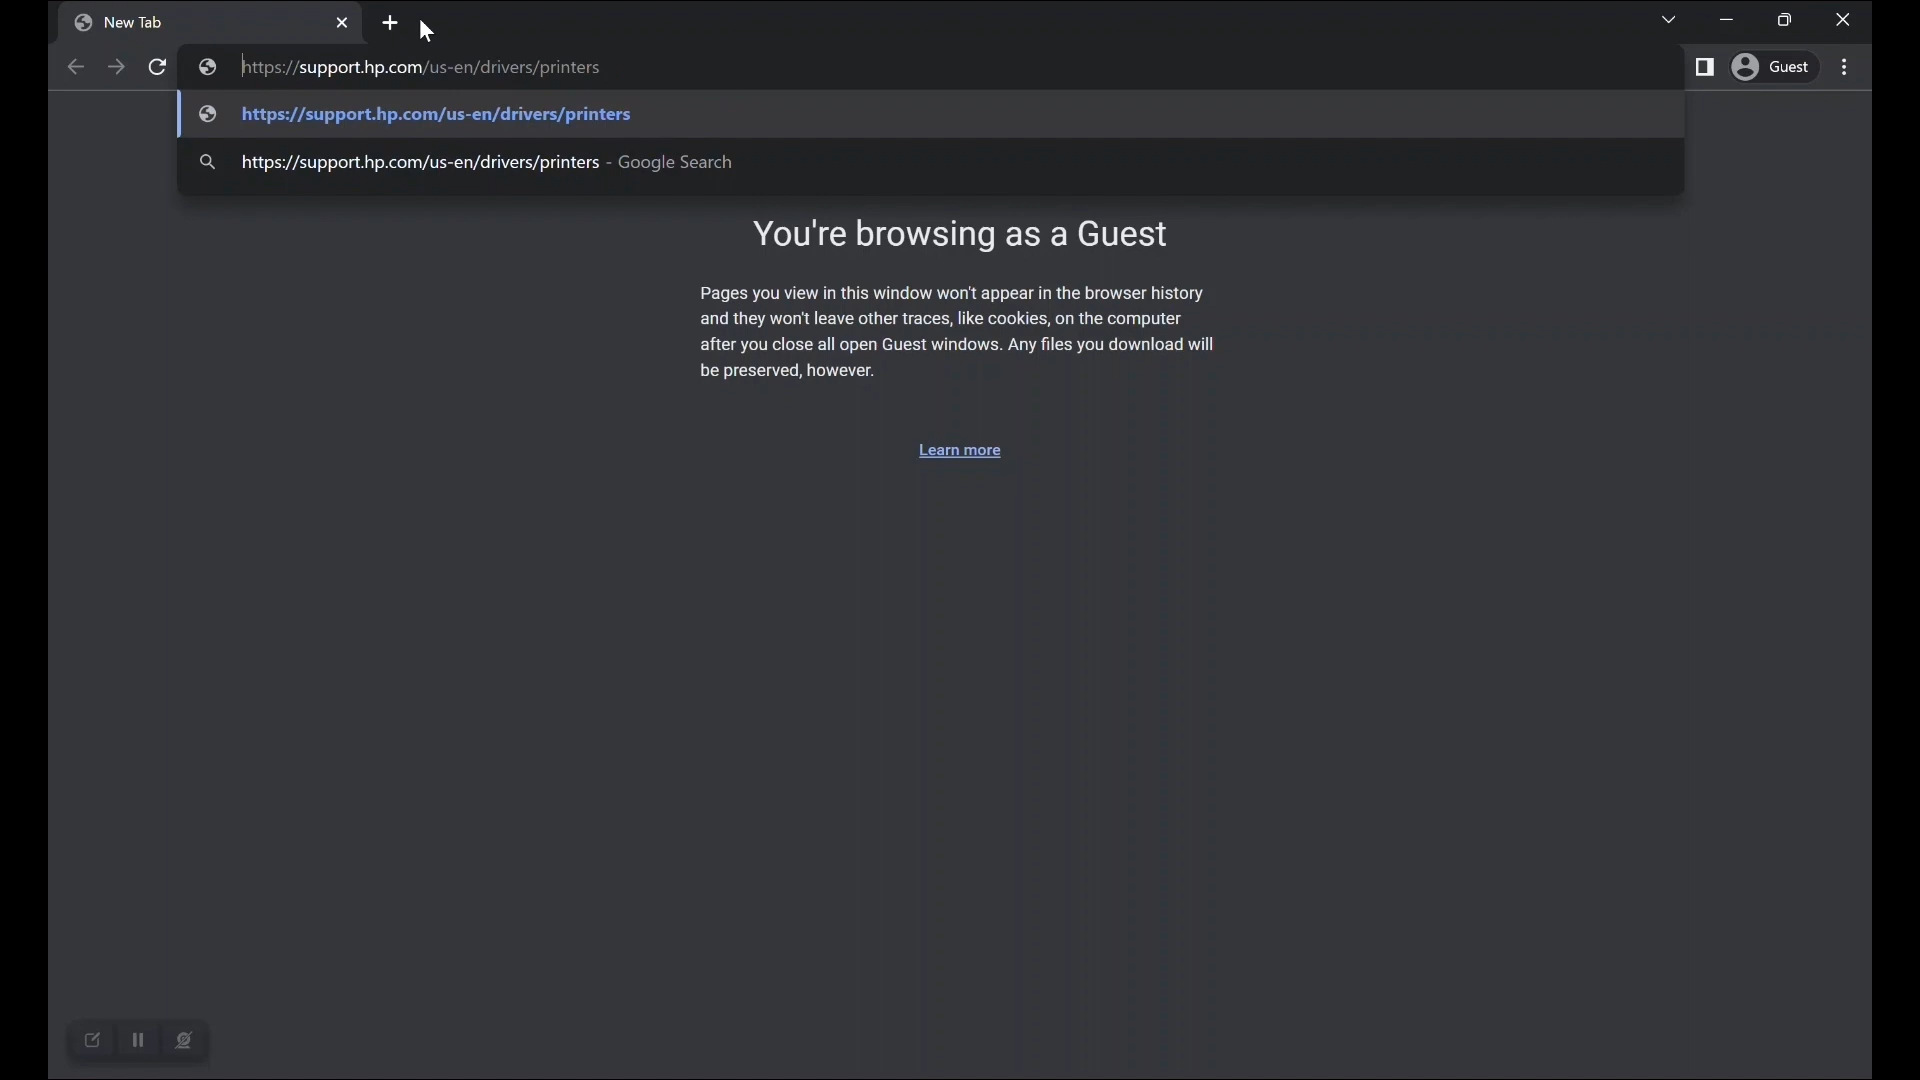 New Tab
https://support.hp.com/us-en/drivers/printers
Guest
https://support.hp.com/us-en/drivers/printers
https://support.hp.com/us-en/drivers/printers - Google Search
You're browsing as a Guest
Pages you view in this window won't appear in the browser history
and they won't leave other traces, like cookies, on the computer
after you close all open Guest windows. Any files you download will
be preserved, however.
Learn more